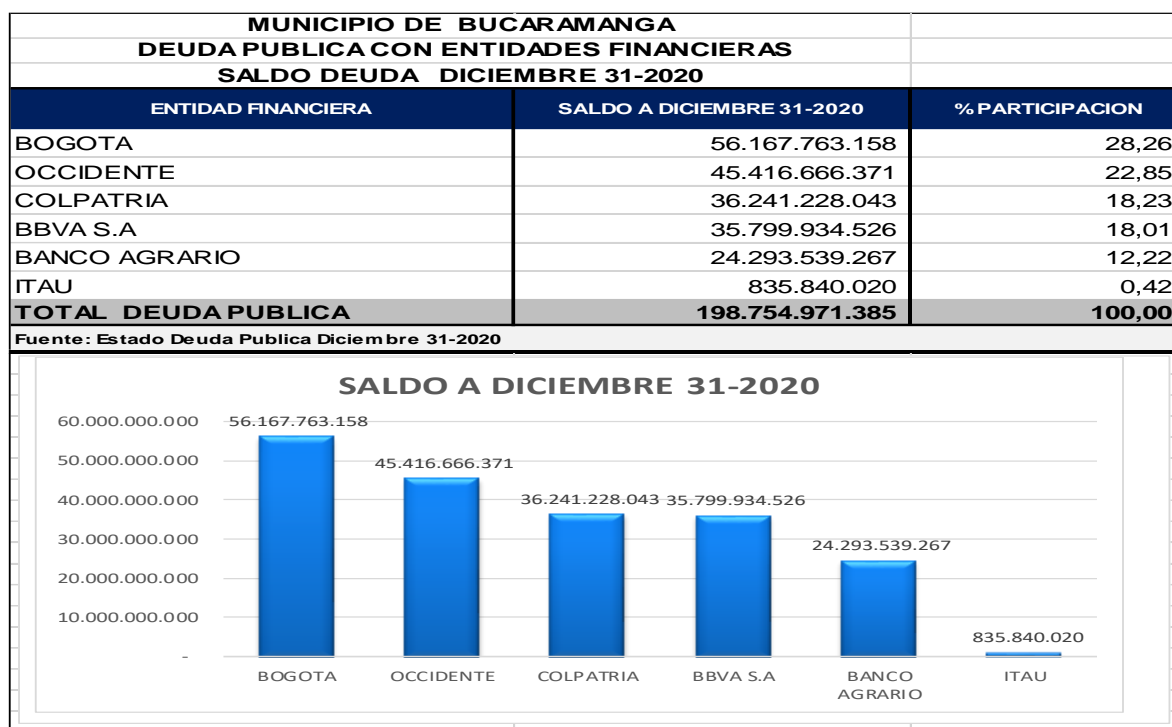 MUNICIPIO DE BUCARAMANGA
DEUDA PUBLICA CON ENTIDADES FINANCIERAS
SALDO DEUDA DICIEMBRE 31-2020
ENTIDAD FINANCIERA SALDO A DICIEMBRE 31-2020 % PARTICIPACION
BOGOTA 56.167.763.158 28,26
OCCIDENTE 45.416.666.371 22,85
COLPATRIA 36.241.228.043 18,23
BBVA S.A 35.799.934.526 18,01
BANCO AGRARIO 24.293.539.267 12,22
ITAU 835.840.020 0,42
TOTAL DEUDA PUBLICA 198.754.971.385 100,00
Fuente: Estado Deuda Publica Diciembre 31-2020
SALDO A DICIEMBRE 31-2020
60.000.000.000
50.000.000.000
40.000.000.000
30.000.000.000
20.000.000.000
10.000.000.000
-
56.167.763.158
45.416.666.371
36.241.228.043
35.799.934.526
24.293.539.267
835.840.020
BOGOTA
OCCIDENTE
COLPATRIA
BBVA S.A
BANCO
AGRARIO
ITAU